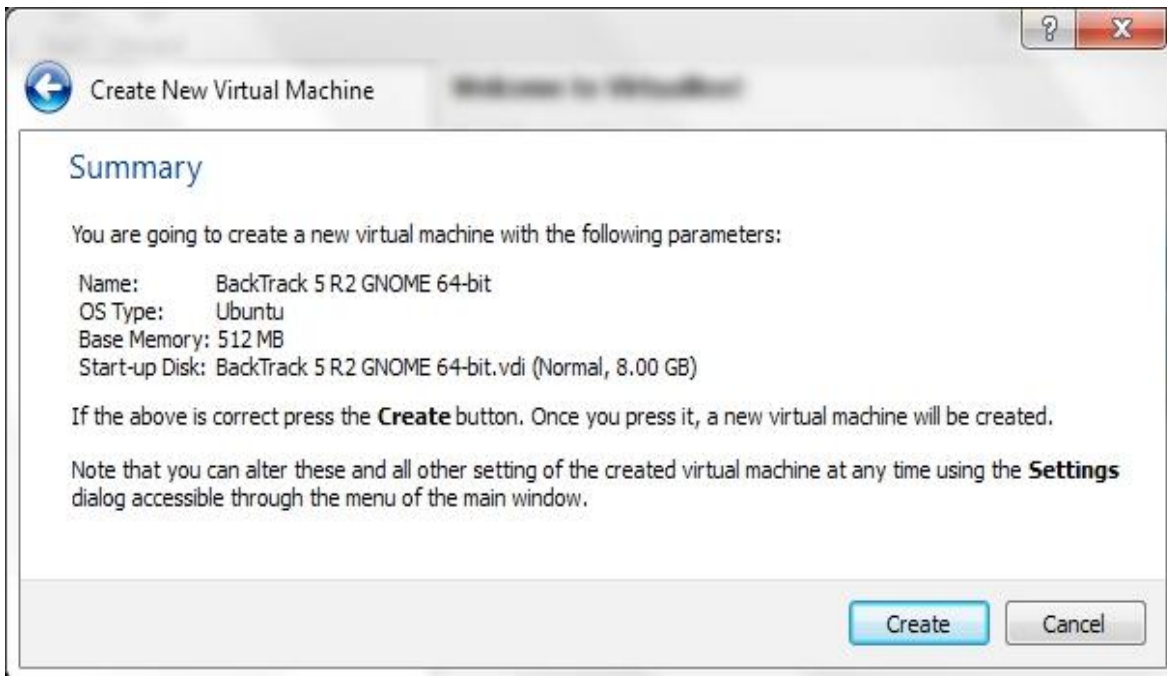 Create New Virtual Machine
Summary
You are going to create a new virtual machine with the following parameters:
Name: BackTrack 5 R2 GNOME 64-bit
OS Type: Ubuntu
Base Memory: 512 MB
Start-up Disk: BackTrack 5 R2 GNOME 64-bit.vdi (Normal, 8.00 GB)
If the above is correct press the Create button. Once you press it, a new virtual machine will be created.
Note that you can alter these and all other setting of the created virtual machine at any time using the Settings
dialog accessible through the menu of the main window.
Create Cancel